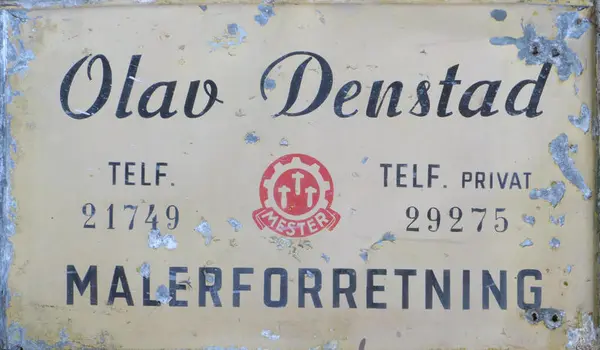 Olav Denstad
TELF. TELF. PRIVAT
21749 29275
MESTER
MALERFORRETNING